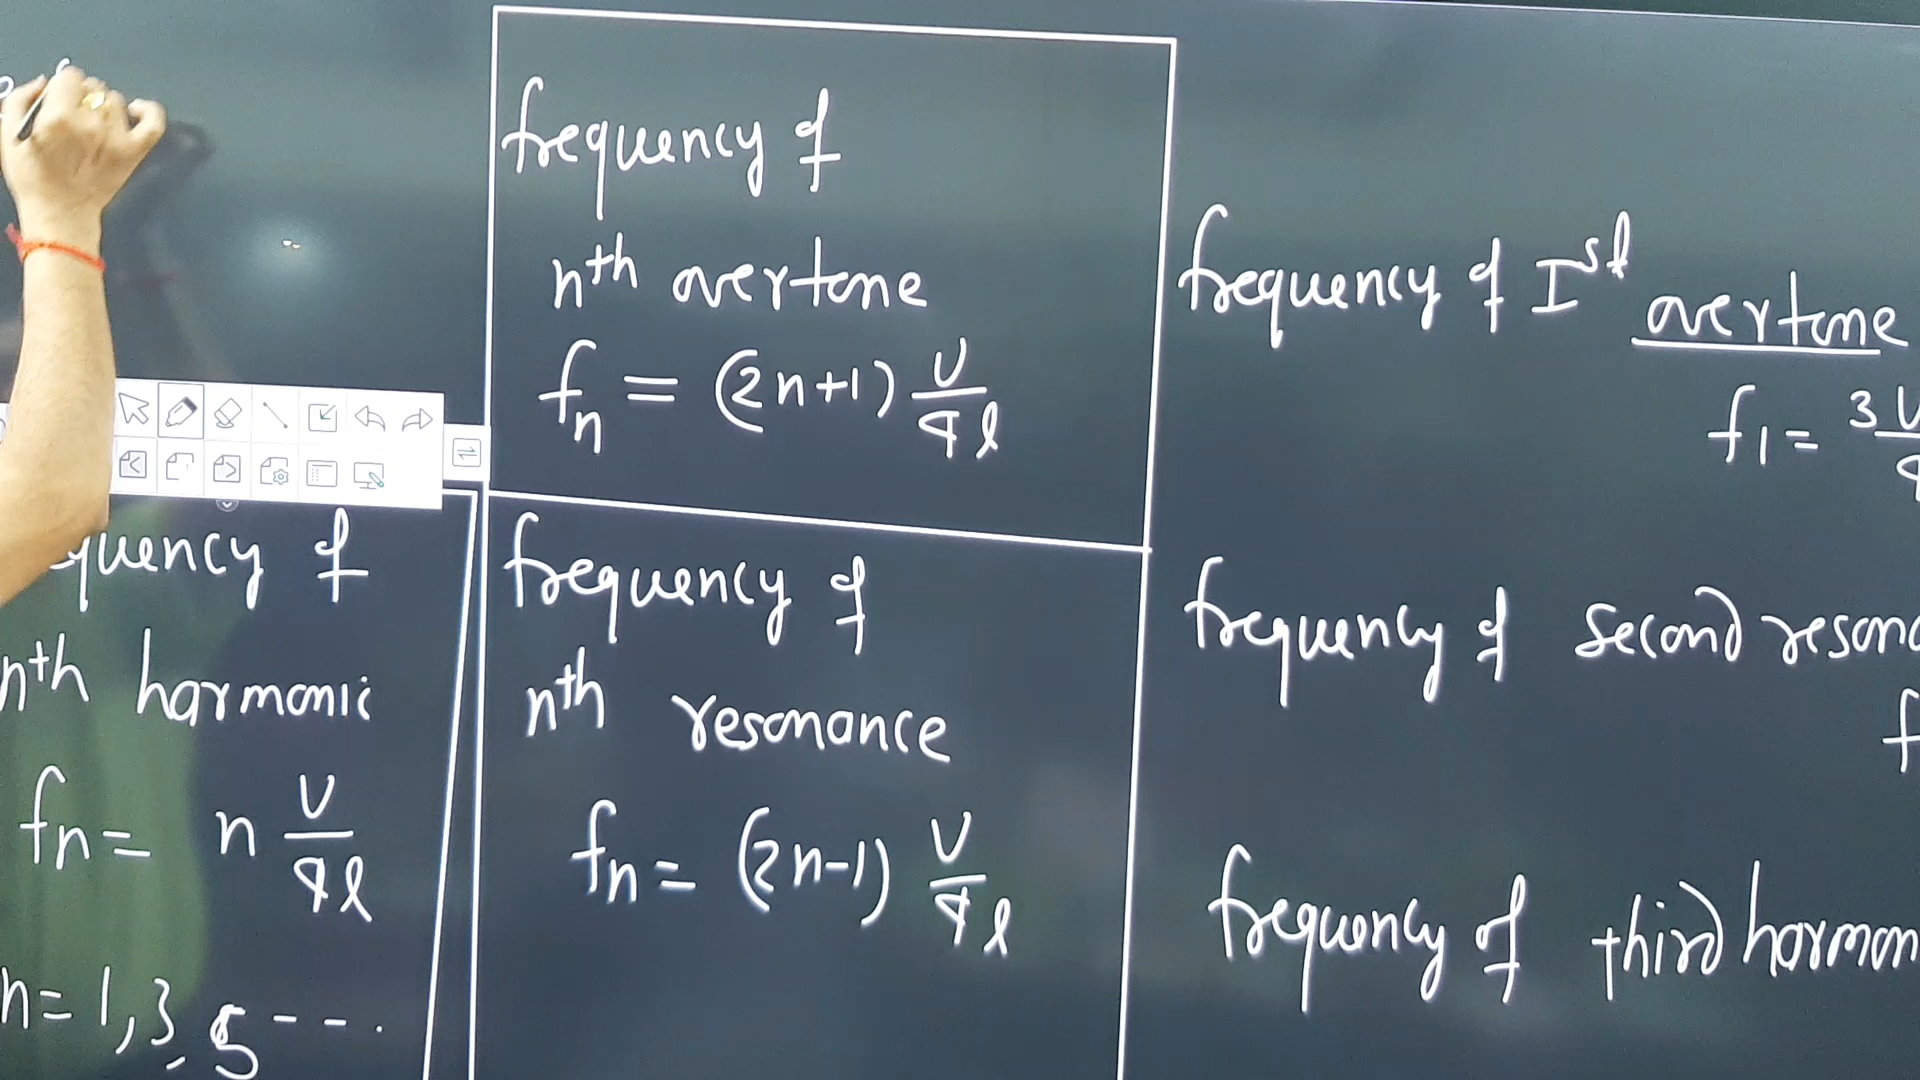 frequency of
nth overtone
fn = (2n+1) V/4l
frequency of
nth harmonic
fn = n V/4l
n = 1, 3, 5 - - - .
frequency of
nth resonance
fn = (2n-1) V/4l
frequency of Ist overtone
f1 = 3
frequency of second
f
frequency of third